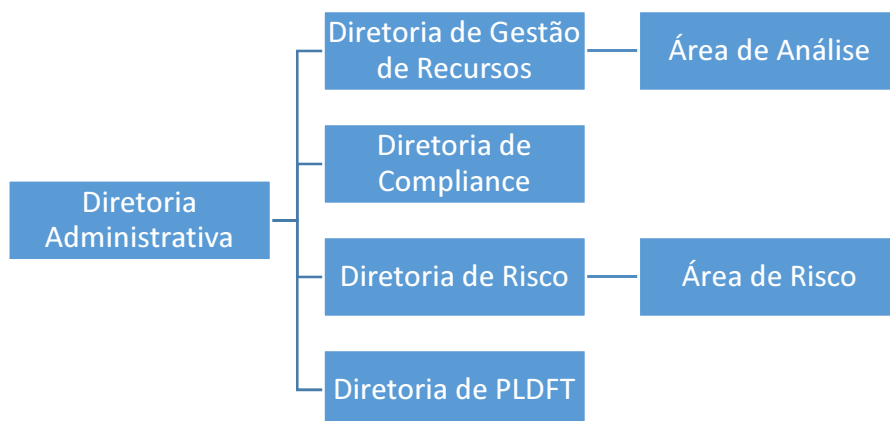 Diretoria de Gestão
de Recursos
Área de Análise
Diretoria de
Compliance
Diretoria
Administrativa
Diretoria de Risco
Área de Risco
Diretoria de PLDFT